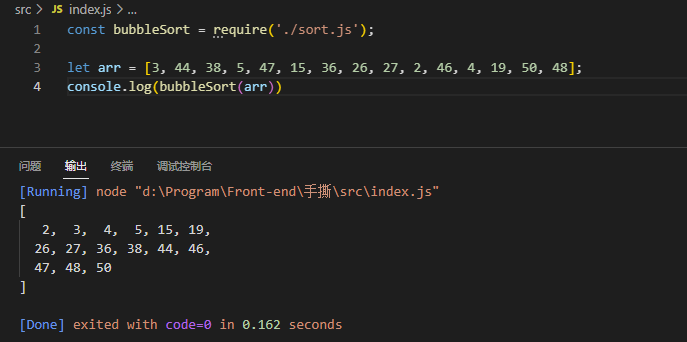 src > index.js > ...
1 const bubbleSort = require('./sort.js');
2
3 let arr = [3, 44, 38, 5, 47, 15, 36, 26, 27, 2, 46, 4, 19, 50, 48];
4 console.log(bubbleSort(arr))
问题 输出 终端 调试控制台
[Running] node "d:\Program\Front-end\手撕\src\index.js"
[
2, 3, 4, 5, 15, 19,
26, 27, 36, 38, 44, 46,
47, 48, 50
]
[Done] exited with code=0 in 0.162 seconds